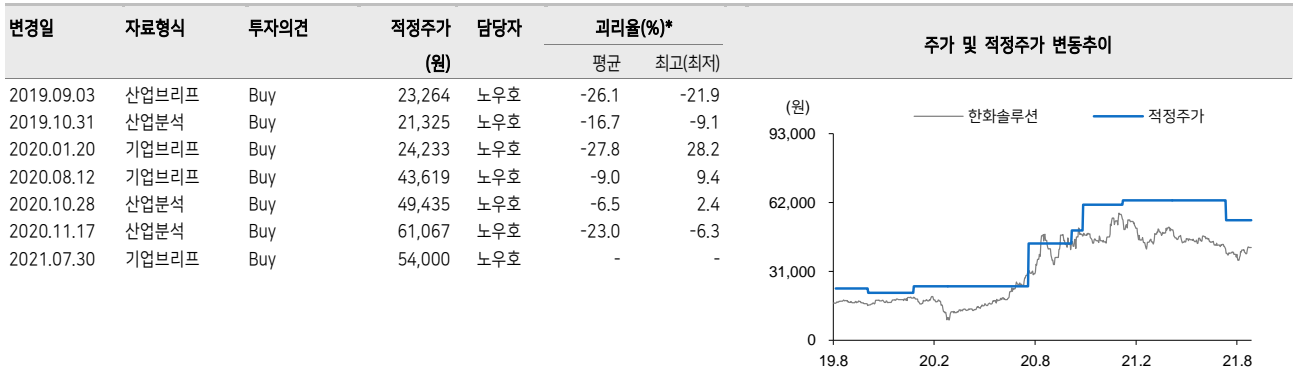 변경일 자료형식 투자의견 적정주가 담당자 괴리율(%)* 주가 및 적정주가 변동추이
(원) 평균 최고(최저)
2019.09.03 산업브리프 Buy 23,264 노우호 -26.1 -21.9
2019.10.31 산업분석 Buy 21,325 노우호 -16.7 -9.1
2020.01.20 기업브리프 Buy 24,233 노우호 -27.8 28.2
2020.08.12 기업브리프 Buy 43,619 노우호 -9.0 9.4
2020.10.28 산업분석 Buy 49,435 노우호 -6.5 2.4
2020.11.17 산업분석 Buy 61,067 노우호 -23.0 -6.3
2021.07.30 기업브리프 Buy 54,000 노우호 - -
(원) 한화솔루션 적정주가
93,000
62,000
31,000
0
19.8 20.2 20.8 21.2 21.8